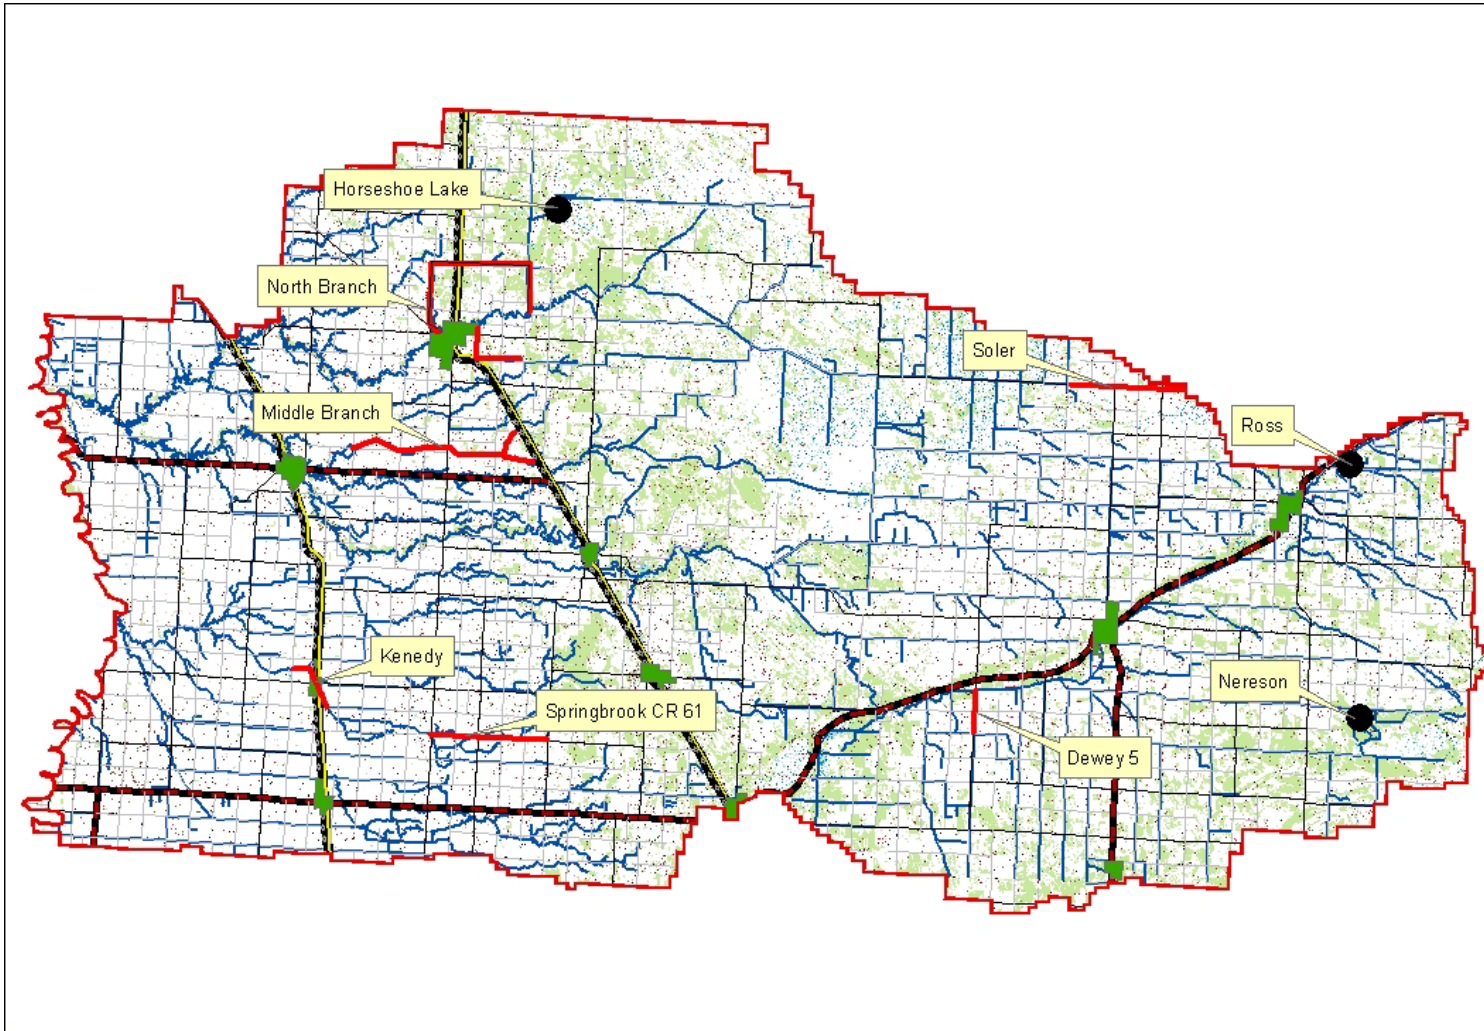 Horseshoe Lake
North Branch
Soler
Middle Branch
Ross
Kenedy
Nereson
Springbrook CR 61
Dewey 5